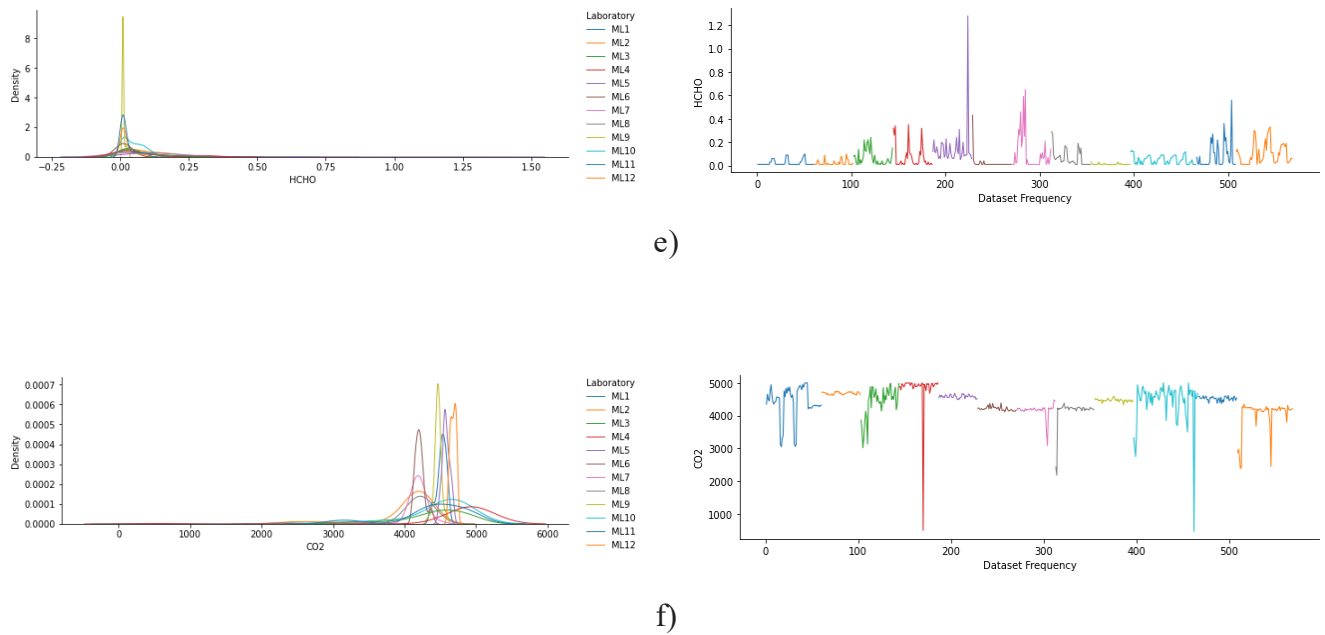 Laboratory
ML1
ML2
ML3
ML4
ML5
ML6
ML7
ML8
ML9
ML10
ML11
ML12
Density
8
6
4
2
0
−0.25 0.00 0.25 0.50 0.75 1.00 1.25 1.50
HCHO
HCHO
1.2
1.0
0.8
0.6
0.4
0.2
0.0
0 100 200 300 400 500
Dataset Frequency
e)
Laboratory
ML1
ML2
ML3
ML4
ML5
ML6
ML7
ML8
ML9
ML10
ML11
ML12
Density
0.0007
0.0006
0.0005
0.0004
0.0003
0.0002
0.0001
0.0000
0 1000 2000 3000 4000 5000 6000
CO2
CO2
5000
4000
3000
2000
1000
0 100 200 300 400 500
Dataset Frequency
f)